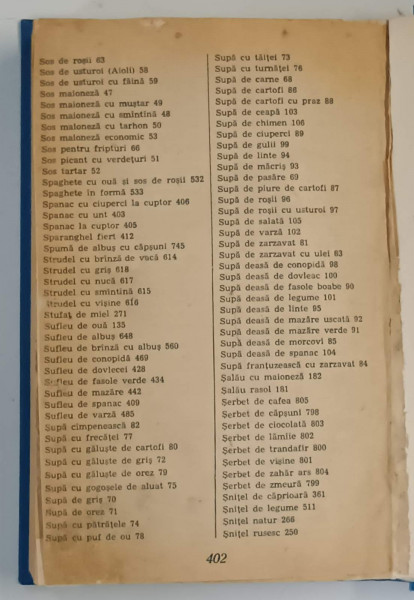 Sos de roșii 63
Sos de usturoi (Aioli) 58
Sos de usturoi cu făină 59
Sos maioneză 47
Sos maioneză cu muștar 49
Sos maioneză cu smîntînă 48
Sos maioneză cu tarhon 50
Sos maioneză economic 53
Sos pentru fripturi 66
Sos picant cu verdețuri 51
Sos tartar 52
Spaghete cu ouă și sos de roșii 532
Spaghete în formă 533
Spanac cu ciuperci la cuptor 406
Spanac cu unt 403
Spanac la cuptor 405
Sparanghel fiert 412
Spumă de albuș cu căpșuni 745
Strudel cu brînză de vacă 614
Strudel cu griș 618
Strudel cu nucă 617
Strudel cu smîntînă 615
Strudel cu vișine 616
Stufat de miel 271
Sufleu de ouă 135
Sufleu de albuș 648
Sufleu de brînză cu albuș 560
Sufleu de conopidă 469
Sufleu de dovlecei 428
Sufleu de fasole verde 434
Sufleu de mazăre 442
Sufleu de spanac 409
Sufleu de varză 485
Supă cîmpenească 82
Supă cu frecăței 77
Supă cu găluște de cartofi 80
Supă cu găluște de griș 72
Supă cu găluște de orez 79
Supă cu gogoșele de aluat 75
Supă de griș 70
Supă de orez 71
Supă cu pătrățele 74
Supă cu puf de ou 78
Supă cu tăiței 73
Supă cu turnăței 76
Supă de carne 68
Supă de cartofi 86
Supă de cartofi cu praz 88
Supă de ceapă 103
Supă de chimen 106
Supă de ciuperci 89
Supă de gulii 99
Supă de linte 94
Supă de măcriș 93
Supă de pasăre 69
Supă de piure de cartofi 87
Supă de roșii 96
Supă de roșii cu usturoi 97
Supă de salată 105
Supă de varză 102
Supă de zarzavat 81
Supă de zarzavat cu ulei 83
Supă deasă de conopidă 98
Supă deasă de dovleac 100
Supă deasă de fasole boabe 90
Supă deasă de legume 101
Supă deasă de linte 95
Supă deasă de mazăre uscată 92
Supă deasă de mazăre verde 91
Supă deasă de morcovi 85
Supă deasă de spanac 104
Supă franțuzească cu zarzavat 84
Șalău cu maioneză 182
Șalău rasol 181
Șerbet de cafea 805
Șerbet de căpșuni 798
Șerbet de ciocolată 803
Șerbet de lămîie 802
Șerbet de trandafir 800
Șerbet de vișine 801
Șerbet de zahăr ars 804
Șerbet de zmeură 799
Șnițel de căprioară 361
Șnițel de legume 511
Șnițel natur 266
Șnițel rusesc 250
402